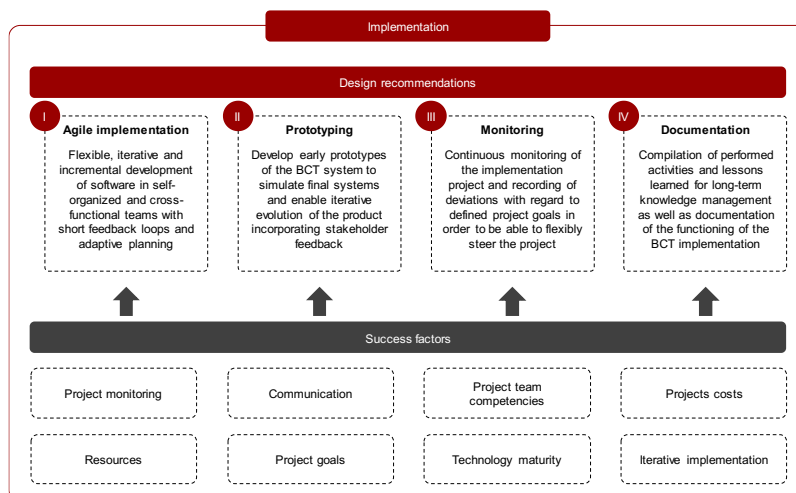 Implementation
Design recommendations
I
Agile implementation
Flexible, iterative and
incremental development
of software in self-
organized and cross-
functional teams with
short feedback loops and
adaptive planning
II
Prototyping
Develop early prototypes
of the BCT system to
simulate final systems
and enable iterative
evolution of the product
incorporating stakeholder
feedback
III
Monitoring
Continuous monitoring of
the implementation
project and recording of
deviations with regard to
defined project goals in
order to be able to flexibly
steer the project
IV
Documentation
Compilation of performed
activities and lessons
learned for long-term
knowledge management
as well as documentation
of the functioning of the
BCT implementation
Success factors
Project monitoring
Communication
Project team
competencies
Projects costs
Resources
Project goals
Technology maturity
Iterative implementation